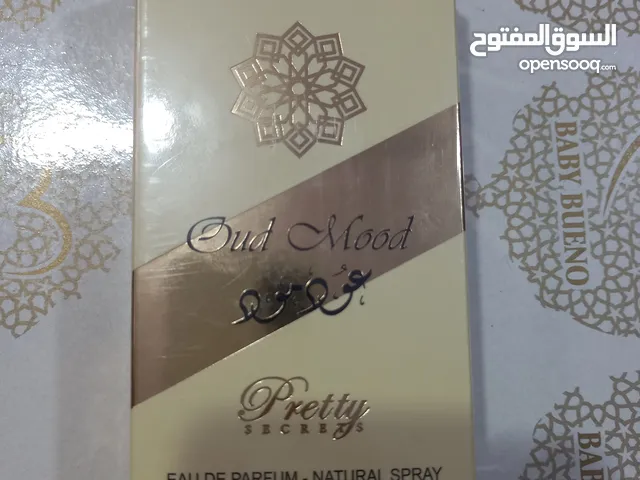 السوق المفتوح
opensooq.com
Oud Mood
عود مود
Pretty
SECRETS
EAU DE PARFUM - NATURAL SPRAY
BABY BUENO